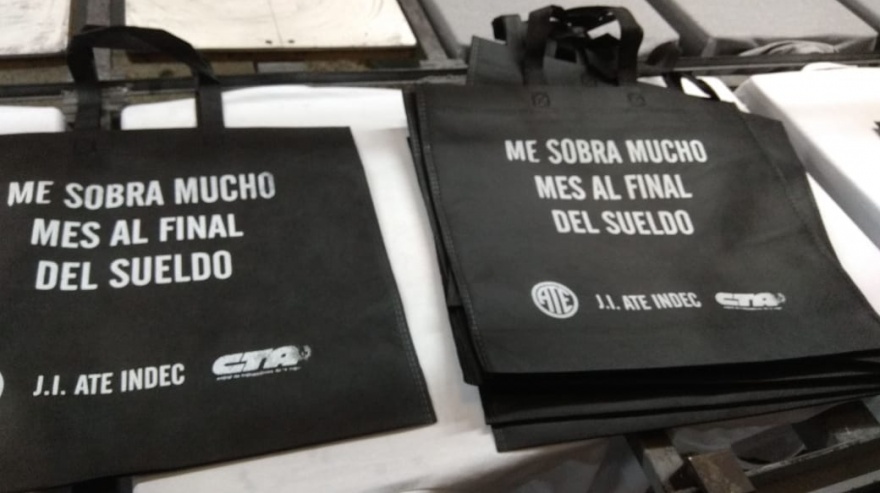 ME SOBRA MUCHO
MES AL FINAL
DEL SUELDO
J.I. ATE INDEC
CTA
ME SOBRA MUCHO
MES AL FINAL
DEL SUELDO
ATE
J.I. ATE INDEC
CTA